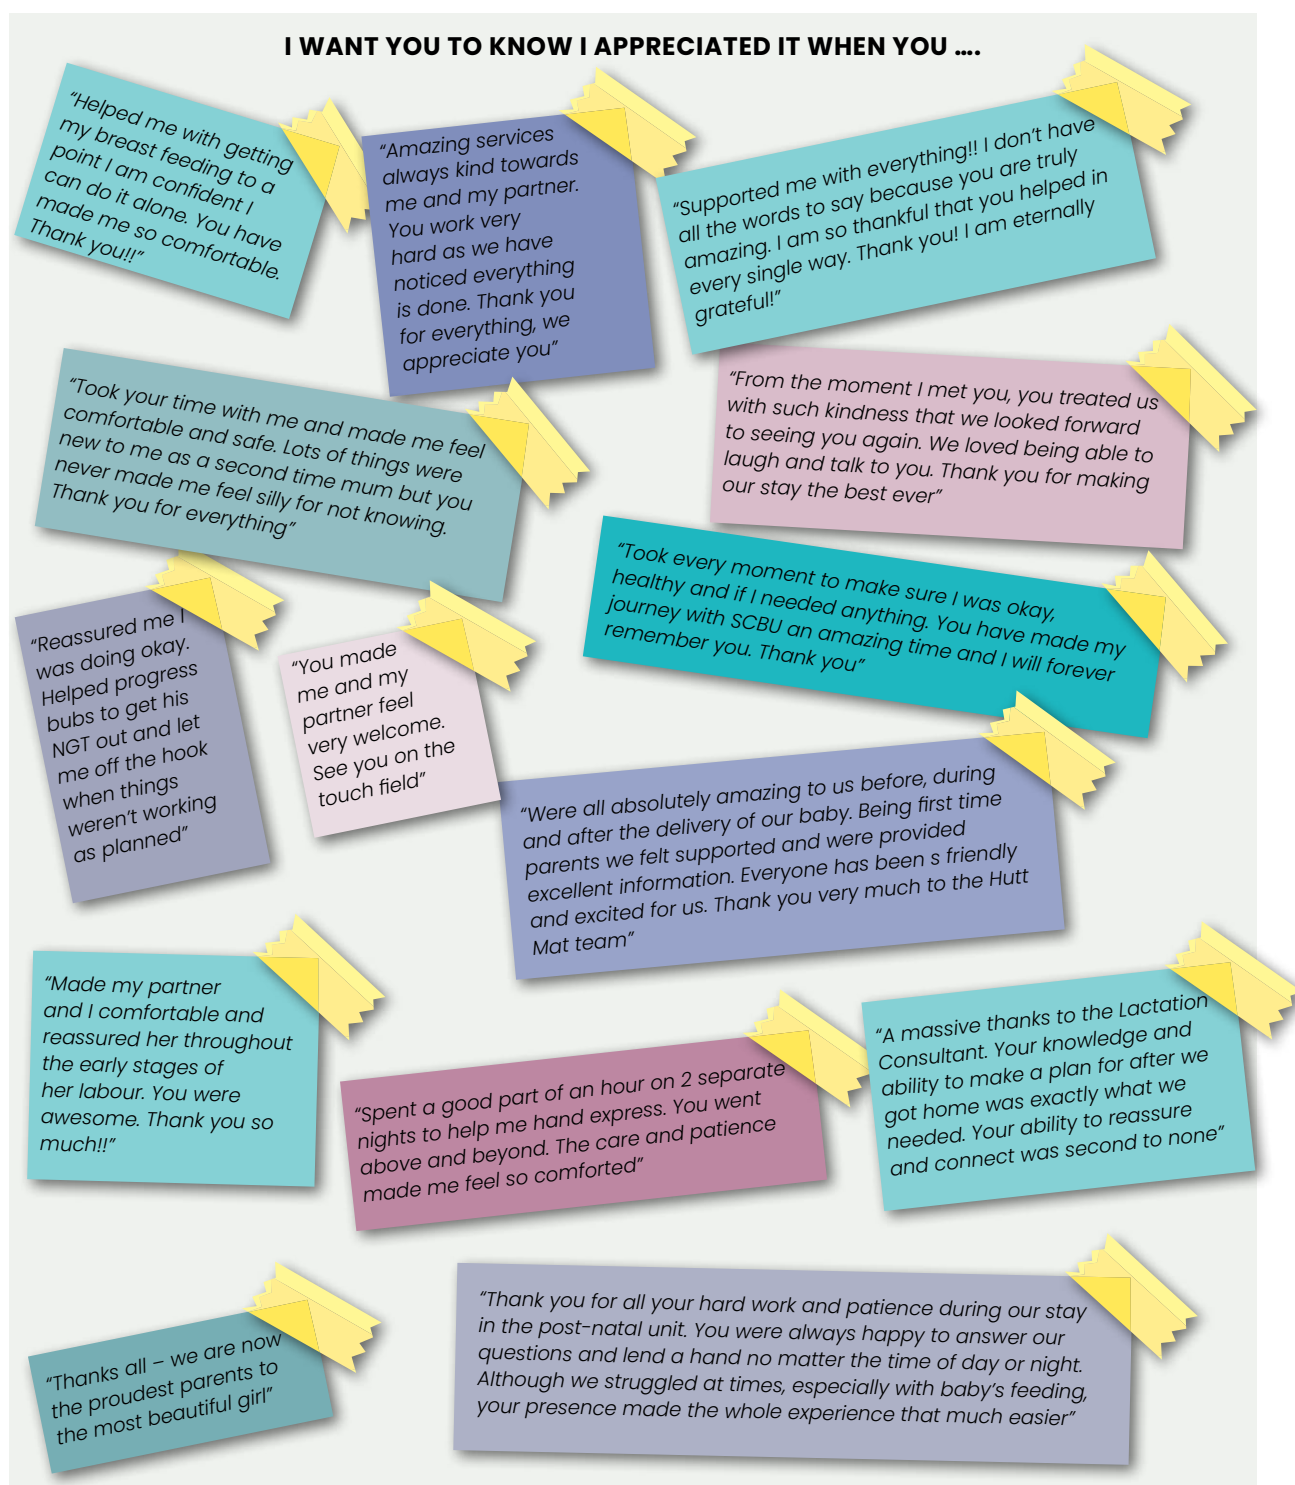 I WANT YOU TO KNOW I APPRECIATED IT WHEN YOU ....
“Helped me with getting
my breast feeding to a
point I am confident I
can do it alone. You have
made me so comfortable.
Thank you!!”
“Amazing services
always kind towards
me and my partner.
You work very
hard as we have
noticed everything
is done. Thank you
for everything, we
appreciate you”
“Supported me with everything!! I don’t have
all the words to say because you are truly
amazing. I am so thankful that you helped in
every single way. Thank you! I am eternally
grateful!”
“Took your time with me and made me feel
comfortable and safe. Lots of things were
new to me as a second time mum but you
never made me feel silly for not knowing.
Thank you for everything”
“From the moment I met you, you treated us
with such kindness that we looked forward
to seeing you again. We loved being able to
laugh and talk to you. Thank you for making
our stay the best ever”
“Took every moment to make sure I was okay,
healthy and if I needed anything. You have made my
journey with SCBU an amazing time and I will forever
remember you. Thank you”
“Reassured me I
was doing okay.
Helped progress
bubs to get his
NGT out and let
me off the hook
when things
weren’t working
as planned”
“You made
me and my
partner feel
very welcome.
See you on the
touch field”
“Were all absolutely amazing to us before, during
and after the delivery of our baby. Being first time
parents we felt supported and were provided
excellent information. Everyone has been s friendly
and excited for us. Thank you very much to the Hutt
Mat team”
“Made my partner
and I comfortable and
reassured her throughout
the early stages of
her labour. You were
awesome. Thank you so
much!!”
“Spent a good part of an hour on 2 separate
nights to help me hand express. You went
above and beyond. The care and patience
made me feel so comforted”
“A massive thanks to the Lactation
Consultant. Your knowledge and
ability to make a plan for after we
got home was exactly what we
needed. Your ability to reassure
and connect was second to none”
“Thanks all – we are now
the proudest parents to
the most beautiful girl”
“Thank you for all your hard work and patience during our stay
in the post-natal unit. You were always happy to answer our
questions and lend a hand no matter the time of day or night.
Although we struggled at times, especially with baby’s feeding,
your presence made the whole experience that much easier”